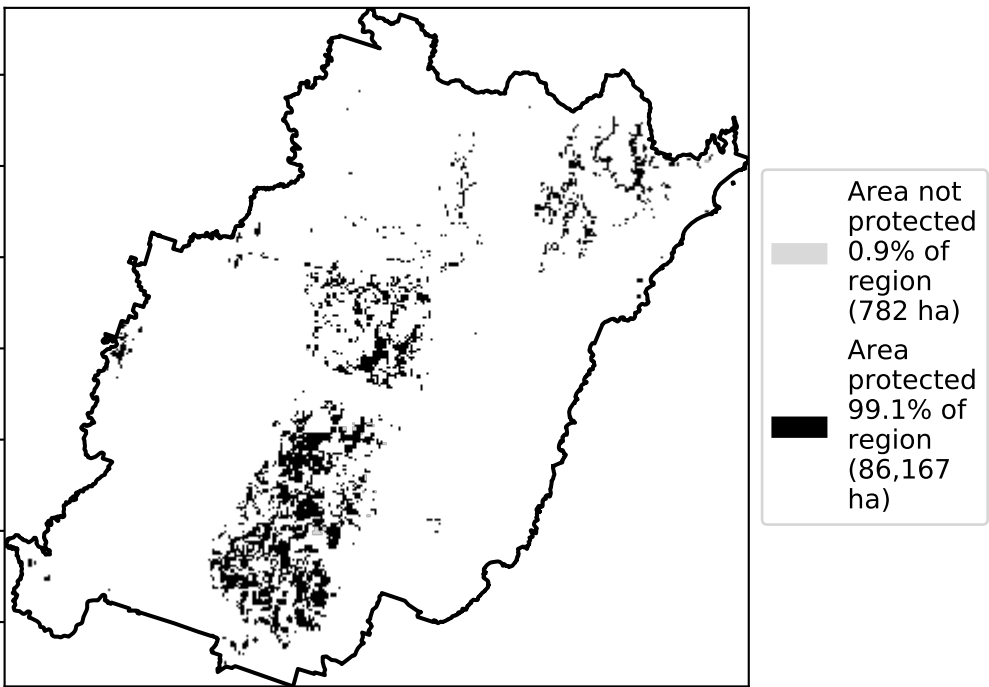 Area not
protected
0.9% of
region
(782 ha)
Area
protected
99.1% of
region
(86,167
ha)